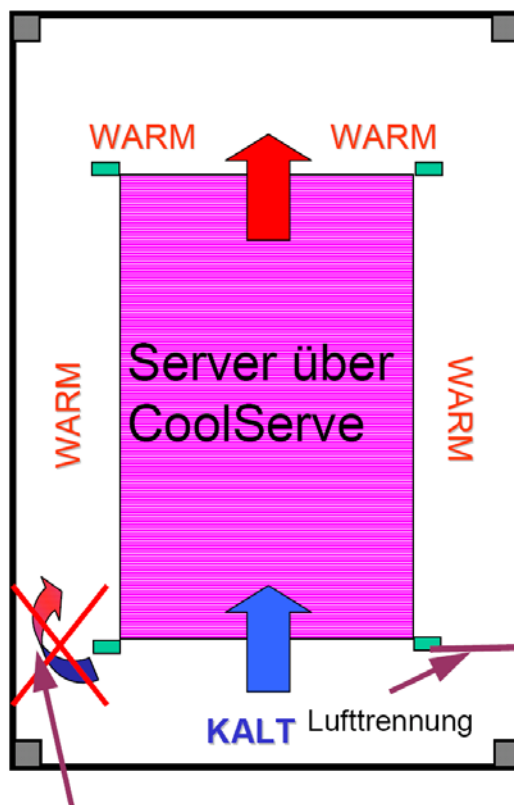 WARM WARM
Server über
CoolServe
WARM
WARM
KALT Lufttrennung